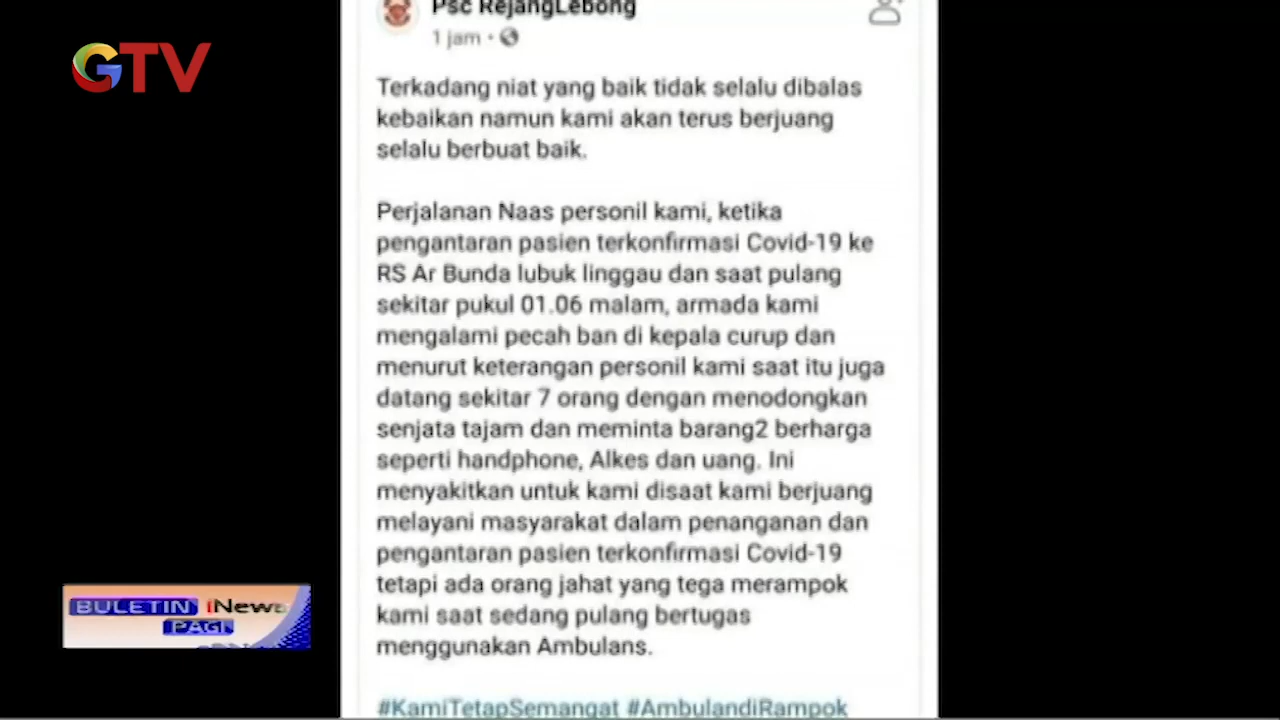 GTV
Psc RejangLebong
1 jam
Terkadang niat yang baik tidak selalu dibalas
kebaikan namun kami akan terus berjuang
selalu berbuat baik.
Perjalanan Naas personil kami, ketika
pengantaran pasien terkonfirmasi Covid-19 ke
RS Ar Bunda lubuk linggau dan saat pulang
sekitar pukul 01.06 malam, armada kami
mengalami pecah ban di kepala curup dan
menurut keterangan personil kami saat itu juga
datang sekitar 7 orang dengan menodongkan
senjata tajam dan meminta barang2 berharga
seperti handphone, Alkes dan uang. Ini
menyakitkan untuk kami disaat kami berjuang
melayani masyarakat dalam penanganan dan
pengantaran pasien terkonfirmasi Covid-19
tetapi ada orang jahat yang tega merampok
kami saat sedang pulang bertugas
menggunakan Ambulans.
#KamiTetapSemangat #AmbulandiRampok
BULETIN iNews
PAGI